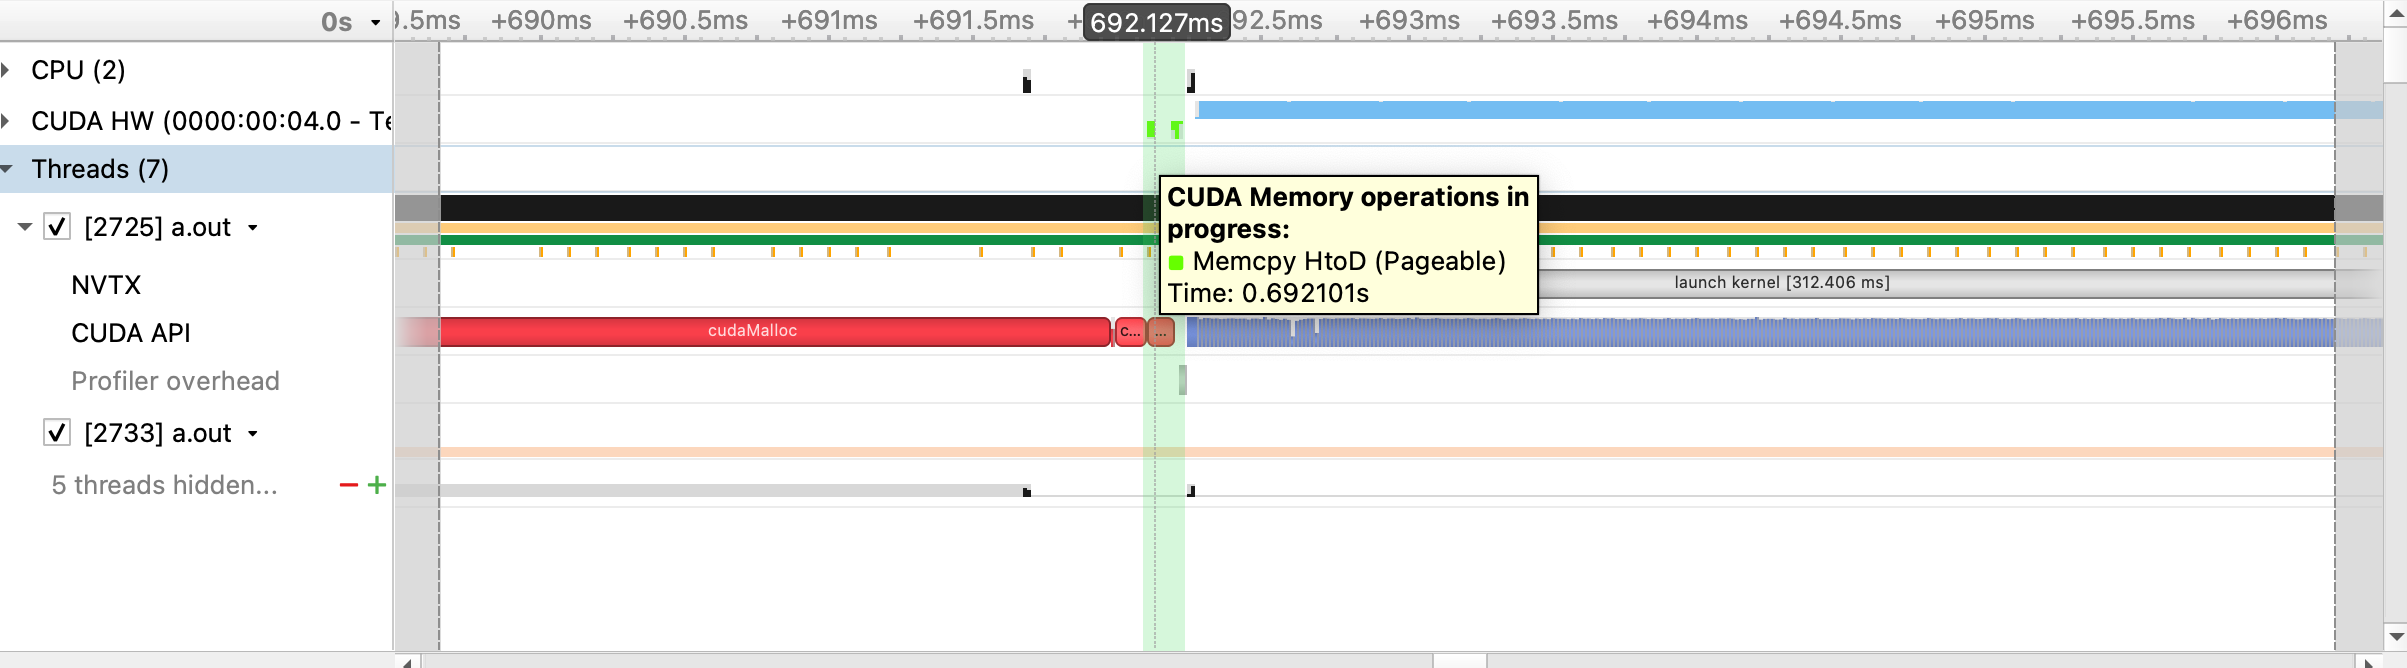 0s 9.5ms +690ms +690.5ms +691ms +691.5ms + 692.127ms 92.5ms +693ms +693.5ms +694ms +694.5ms +695ms +695.5ms +696ms
CPU (2)
CUDA HW (0000:00:04.0 - Te
Threads (7)
CUDA Memory operations in
progress:
Memcpy HtoD (Pageable)
Time: 0.692101s
[2725] a.out
NVTX
launch kernel [312.406 ms]
CUDA API
cudaMalloc
c...
...
Profiler overhead
[2733] a.out
5 threads hidden...